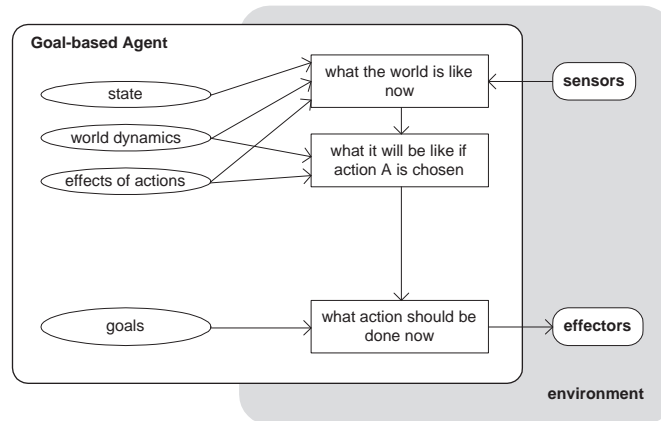 Goal-based Agent
what the world is like
now
sensors
state
world dynamics
what it will be like if
action A is chosen
effects of actions
goals
what action should be
done now
effectors
environment